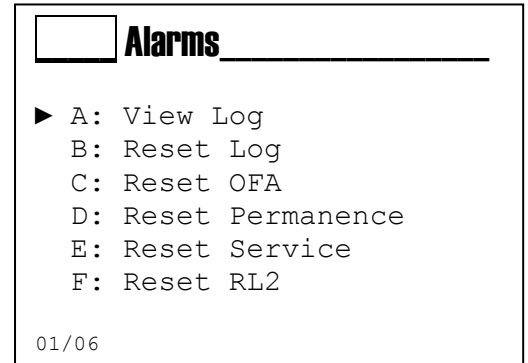 Alarms
► A: View Log
B: Reset Log
C: Reset OFA
D: Reset Permanence
E: Reset Service
F: Reset RL2
01/06